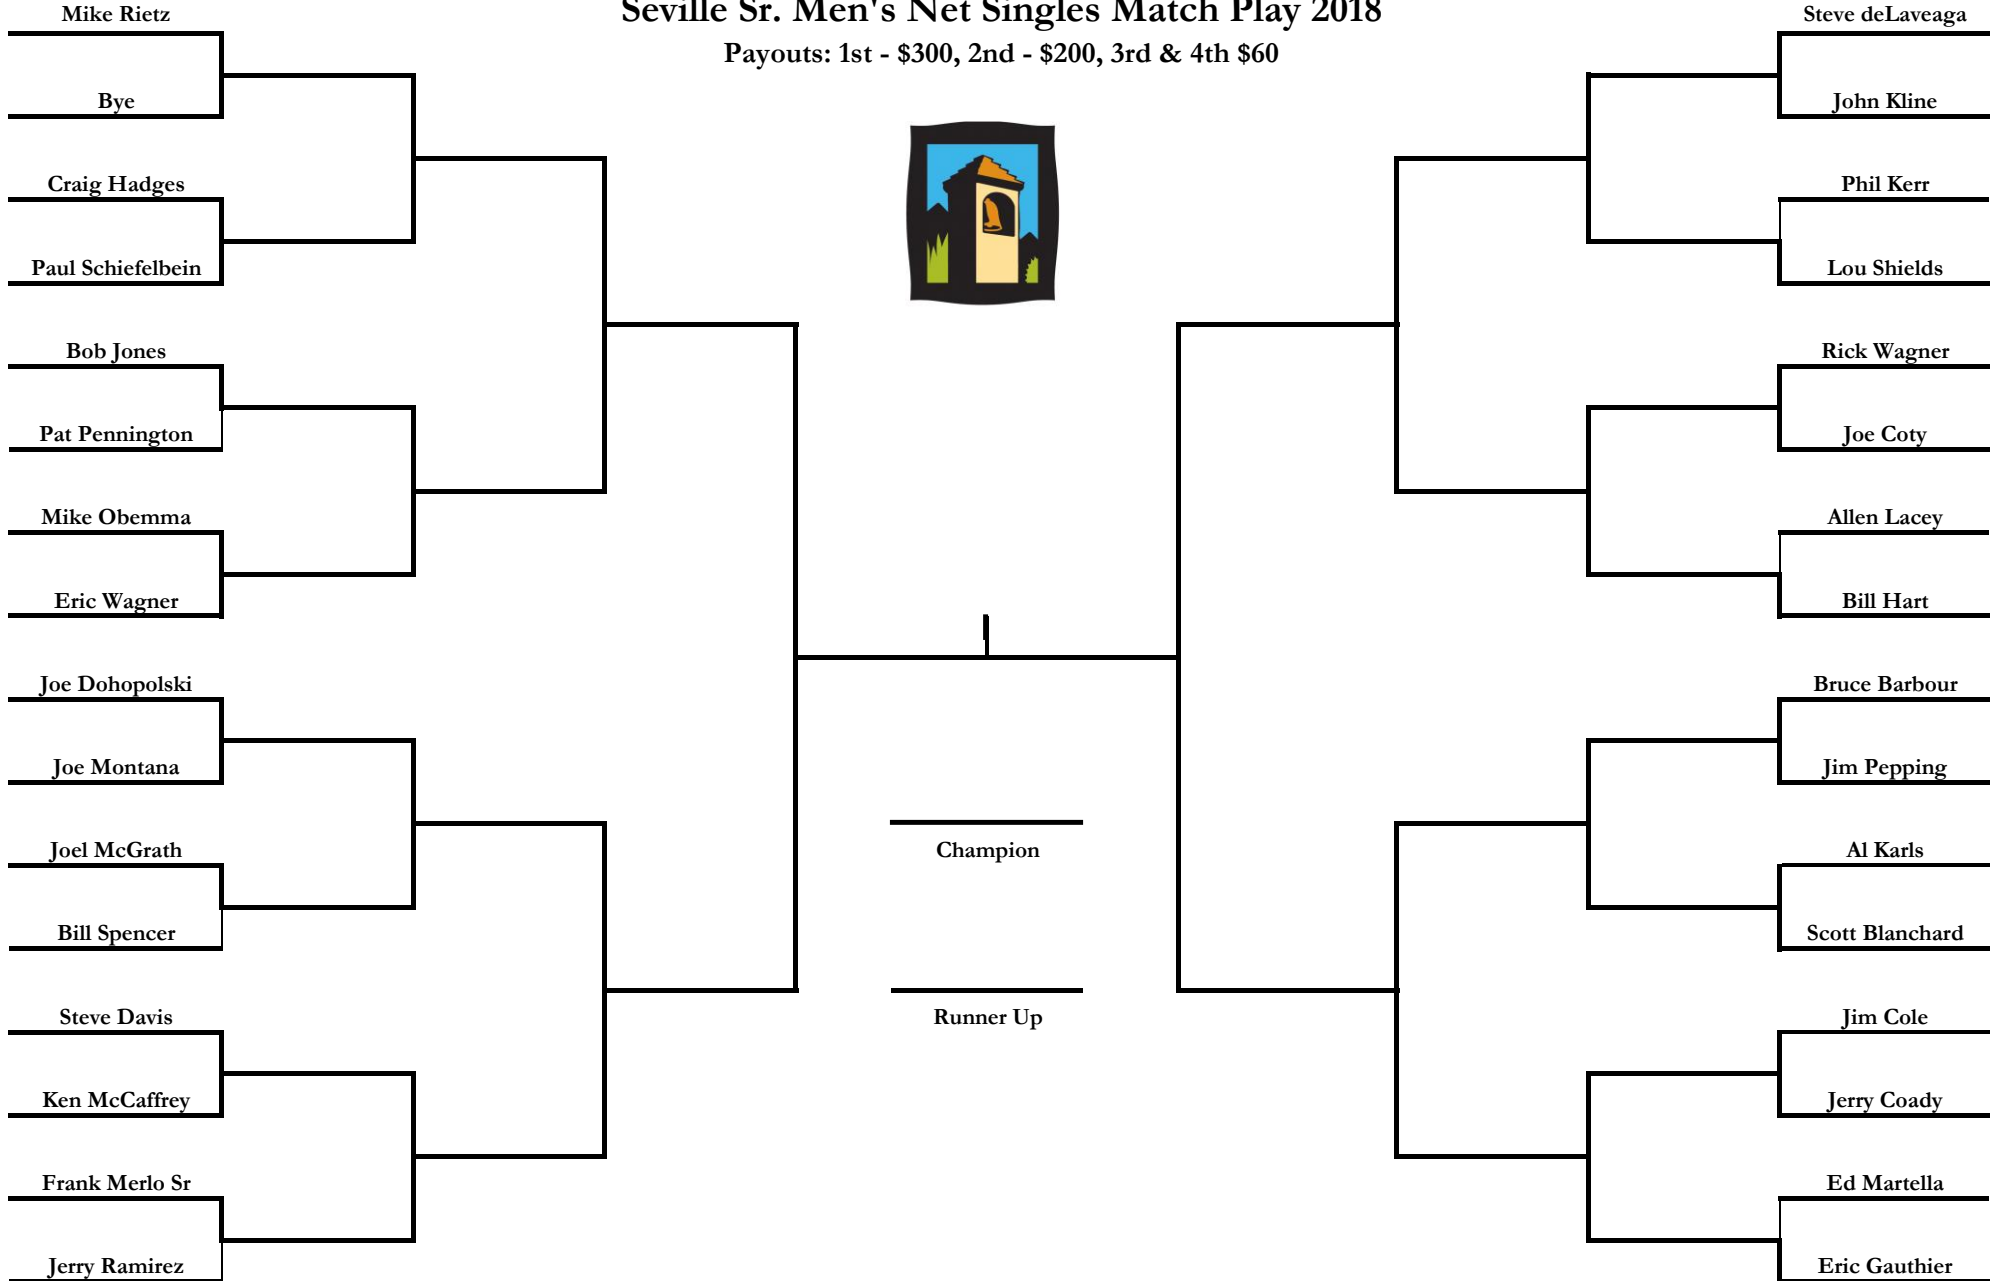 Seville Sr. Men's Net Singles Match Play 2018
Payouts: 1st - $300, 2nd - $200, 3rd & 4th $60
Mike Rietz
Bye
Craig Hadges
Paul Schiefelbein
Bob Jones
Pat Pennington
Mike Obemma
Eric Wagner
Joe Dohopolski
Joe Montana
Joel McGrath
Bill Spencer
Steve Davis
Ken McCaffrey
Frank Merlo Sr
Jerry Ramirez
Champion
Runner Up
Steve deLaveaga
John Kline
Phil Kerr
Lou Shields
Rick Wagner
Joe Coty
Allen Lacey
Bill Hart
Bruce Barbour
Jim Pepping
Al Karls
Scott Blanchard
Jim Cole
Jerry Coady
Ed Martella
Eric Gauthier